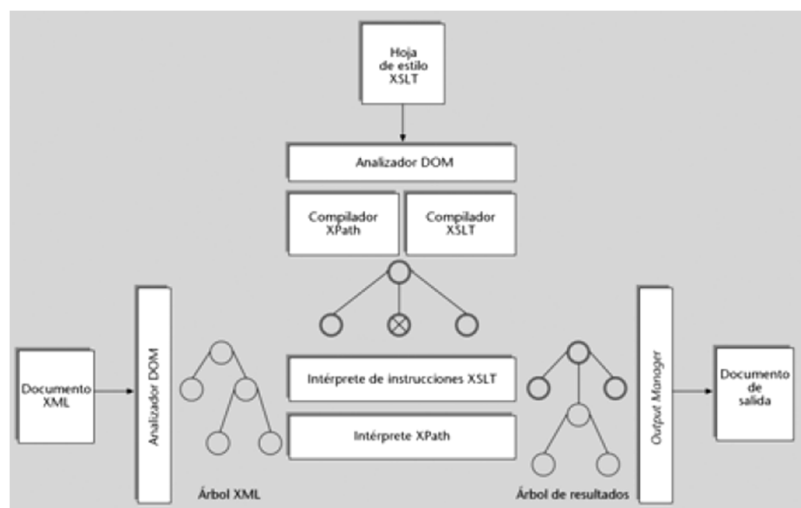 Hoja
de estilo
XSLT
Analizador DOM
Compilador
XPath
Compilador
XSLT
Documento
XML
Analizador DOM
Intérprete de instrucciones XSLT
Intérprete XPath
Output Manager
Documento
de
salida
Árbol XML
Árbol de resultados